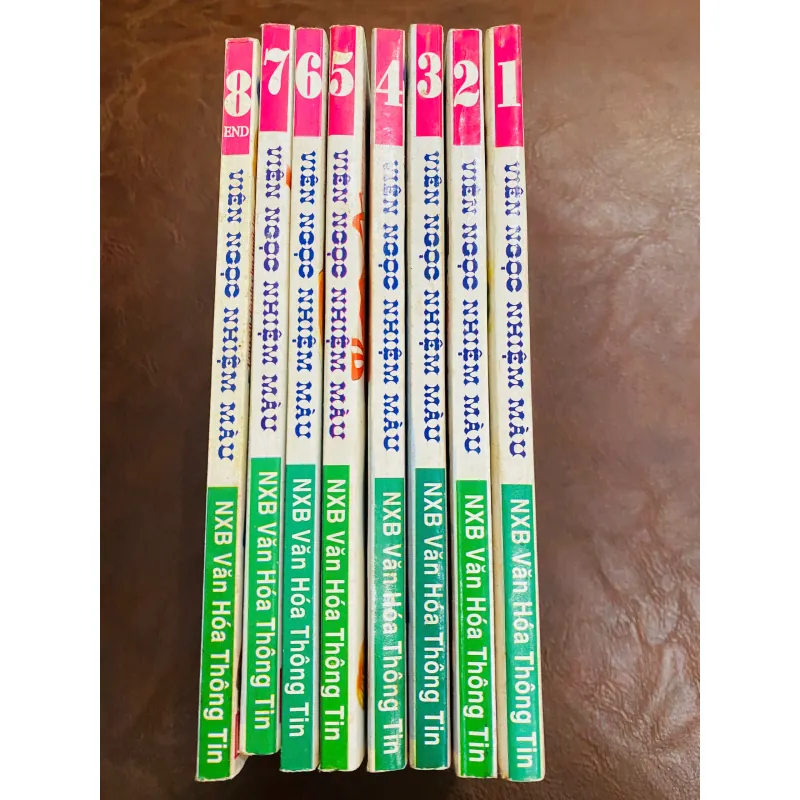 8
END
VIÊN NGỌC NHIỆM MÀU
NXB Văn Hóa Thông Tin
7
VIÊN NGỌC NHIỆM MÀU
NXB Văn Hóa Thông Tin
6
VIÊN NGỌC NHIỆM MÀU
NXB Văn Hóa Thông Tin
5
VIÊN NGỌC NHIỆM MÀU
NXB Văn Hóa Thông Tin
4
VIÊN NGỌC NHIỆM MÀU
NXB Văn Hóa Thông Tin
3
VIÊN NGỌC NHIỆM MÀU
NXB Văn Hóa Thông Tin
2
VIÊN NGỌC NHIỆM MÀU
NXB Văn Hóa Thông Tin
1
VIÊN NGỌC NHIỆM MÀU
NXB Văn Hóa Thông Tin